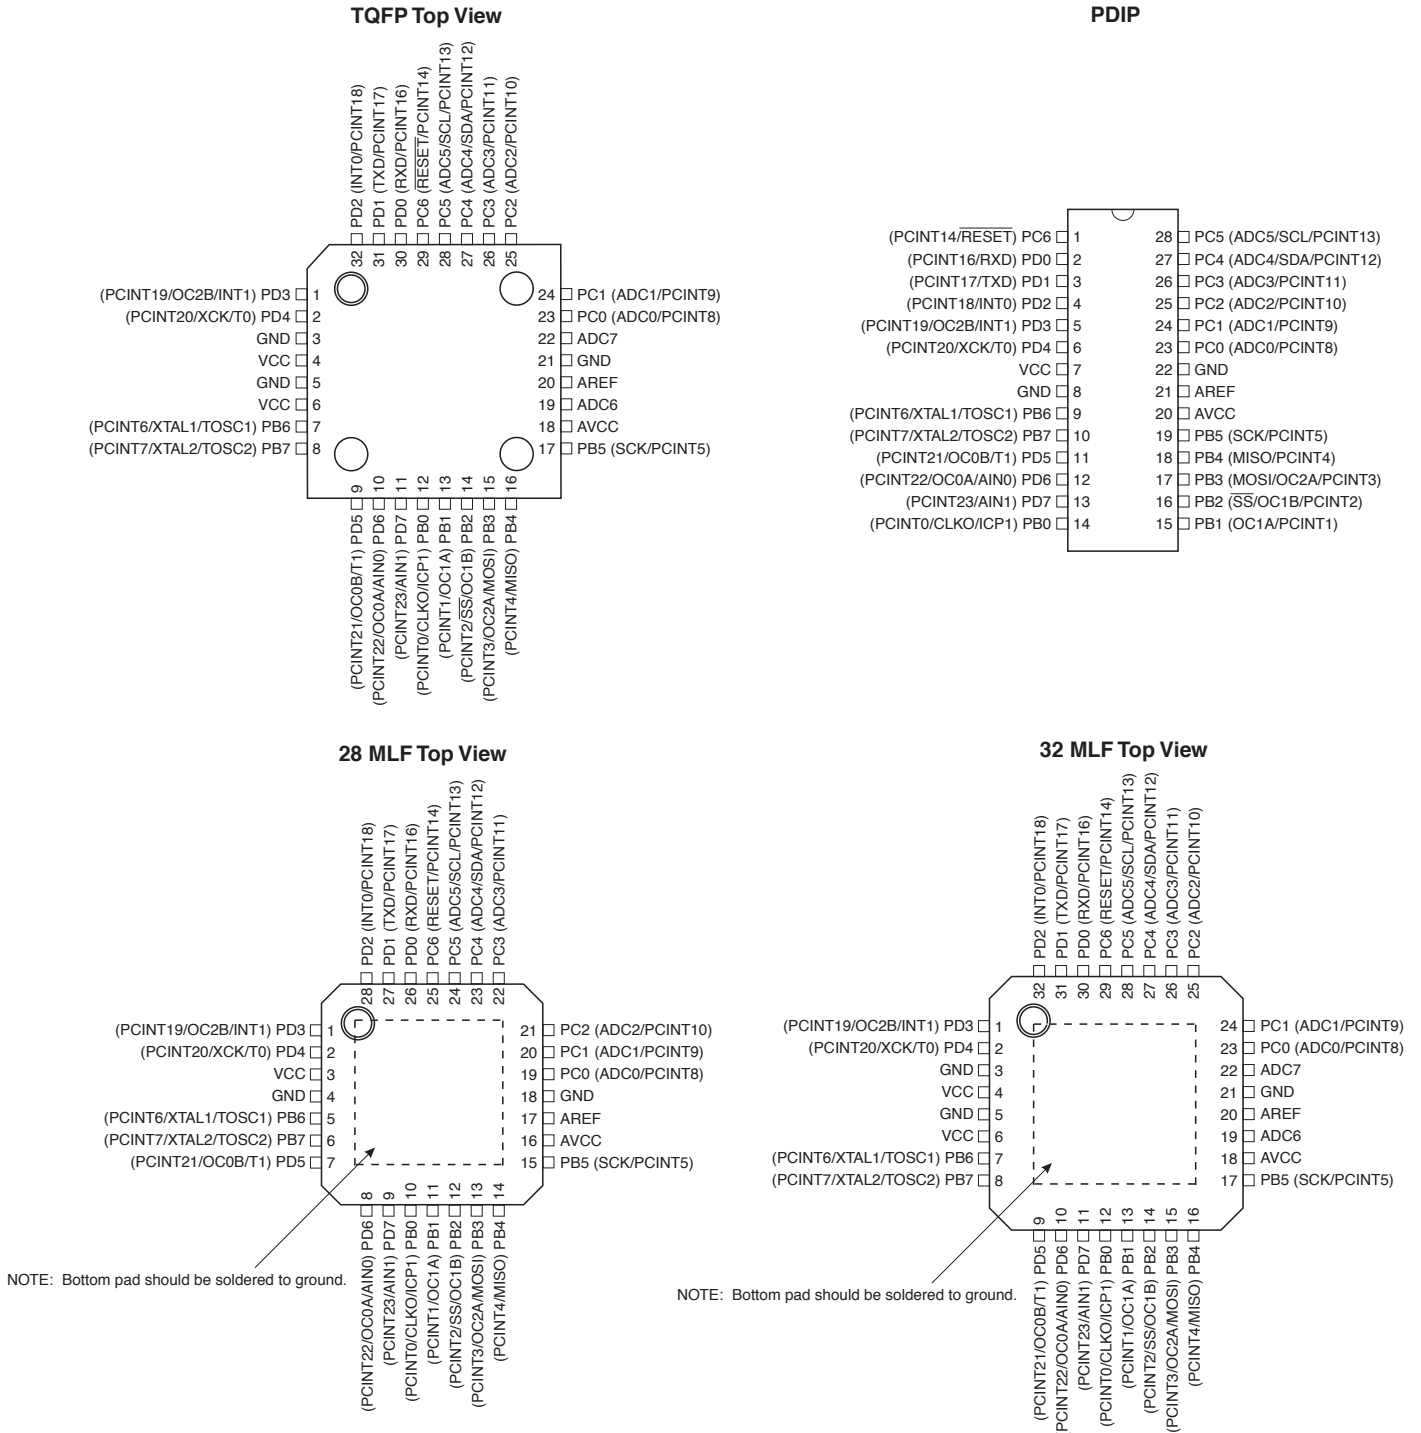 TQFP Top View
PD2 (INT0/PCINT18)
PD1 (TXD/PCINT17)
PD0 (RXD/PCINT16)
PC6 (RESET/PCINT14)
PC5 (ADC5/SCL/PCINT13)
PC4 (ADC4/SDA/PCINT12)
PC3 (ADC3/PCINT11)
PC2 (ADC2/PCINT10)
32 31 30 29 28 27 26 25
(PCINT19/OC2B/INT1) PD3 1
(PCINT20/XCK/T0) PD4 2
GND 3
VCC 4
GND 5
VCC 6
(PCINT6/XTAL1/TOSC1) PB6 7
(PCINT7/XTAL2/TOSC2) PB7 8
24 PC1 (ADC1/PCINT9)
23 PC0 (ADC0/PCINT8)
22 ADC7
21 GND
20 AREF
19 ADC6
18 AVCC
17 PB5 (SCK/PCINT5)
9 10 11 12 13 14 15 16
(PCINT21/OC0B/T1) PD5
(PCINT22/OC0A/AIN0) PD6
(PCINT23/AIN1) PD7
(PCINT0/CLKO/ICP1) PB0
(PCINT1/OC1A) PB1
(PCINT2/SS/OC1B) PB2
(PCINT3/OC2A/MOSI) PB3
(PCINT4/MISO) PB4
PDIP
(PCINT14/RESET) PC6 1
(PCINT16/RXD) PD0 2
(PCINT17/TXD) PD1 3
(PCINT18/INT0) PD2 4
(PCINT19/OC2B/INT1) PD3 5
(PCINT20/XCK/T0) PD4 6
VCC 7
GND 8
(PCINT6/XTAL1/TOSC1) PB6 9
(PCINT7/XTAL2/TOSC2) PB7 10
(PCINT21/OC0B/T1) PD5 11
(PCINT22/OC0A/AIN0) PD6 12
(PCINT23/AIN1) PD7 13
(PCINT0/CLKO/ICP1) PB0 14
28 PC5 (ADC5/SCL/PCINT13)
27 PC4 (ADC4/SDA/PCINT12)
26 PC3 (ADC3/PCINT11)
25 PC2 (ADC2/PCINT10)
24 PC1 (ADC1/PCINT9)
23 PC0 (ADC0/PCINT8)
22 GND
21 AREF
20 AVCC
19 PB5 (SCK/PCINT5)
18 PB4 (MISO/PCINT4)
17 PB3 (MOSI/OC2A/PCINT3)
16 PB2 (SS/OC1B/PCINT2)
15 PB1 (OC1A/PCINT1)
28 MLF Top View
PD2 (INT0/PCINT18)
PD1 (TXD/PCINT17)
PD0 (RXD/PCINT16)
PC6 (RESET/PCINT14)
PC5 (ADC5/SCL/PCINT13)
PC4 (ADC4/SDA/PCINT12)
PC3 (ADC3/PCINT11)
28 27 26 25 24 23 22
(PCINT19/OC2B/INT1) PD3 1
(PCINT20/XCK/T0) PD4 2
VCC 3
GND 4
(PCINT6/XTAL1/TOSC1) PB6 5
(PCINT7/XTAL2/TOSC2) PB7 6
(PCINT21/OC0B/T1) PD5 7
21 PC2 (ADC2/PCINT10)
20 PC1 (ADC1/PCINT9)
19 PC0 (ADC0/PCINT8)
18 GND
17 AREF
16 AVCC
15 PB5 (SCK/PCINT5)
8 9 10 11 12 13 14
(PCINT22/OC0A/AIN0) PD6
(PCINT23/AIN1) PD7
(PCINT0/CLKO/ICP1) PB0
(PCINT1/OC1A) PB1
(PCINT2/SS/OC1B) PB2
(PCINT3/OC2A/MOSI) PB3
(PCINT4/MISO) PB4
NOTE: Bottom pad should be soldered to ground.
32 MLF Top View
PD2 (INT0/PCINT18)
PD1 (TXD/PCINT17)
PD0 (RXD/PCINT16)
PC6 (RESET/PCINT14)
PC5 (ADC5/SCL/PCINT13)
PC4 (ADC4/SDA/PCINT12)
PC3 (ADC3/PCINT11)
PC2 (ADC2/PCINT10)
32 31 30 29 28 27 26 25
(PCINT19/OC2B/INT1) PD3 1
(PCINT20/XCK/T0) PD4 2
GND 3
VCC 4
GND 5
VCC 6
(PCINT6/XTAL1/TOSC1) PB6 7
(PCINT7/XTAL2/TOSC2) PB7 8
24 PC1 (ADC1/PCINT9)
23 PC0 (ADC0/PCINT8)
22 ADC7
21 GND
20 AREF
19 ADC6
18 AVCC
17 PB5 (SCK/PCINT5)
9 10 11 12 13 14 15 16
(PCINT21/OC0B/T1) PD5
PCINT22/OC0A/AIN0) PD6
(PCINT23/AIN1) PD7
(PCINT0/CLKO/ICP1) PB0
(PCINT1/OC1A) PB1
(PCINT2/SS/OC1B) PB2
(PCINT3/OC2A/MOSI) PB3
(PCINT4/MISO) PB4
NOTE: Bottom pad should be soldered to ground.